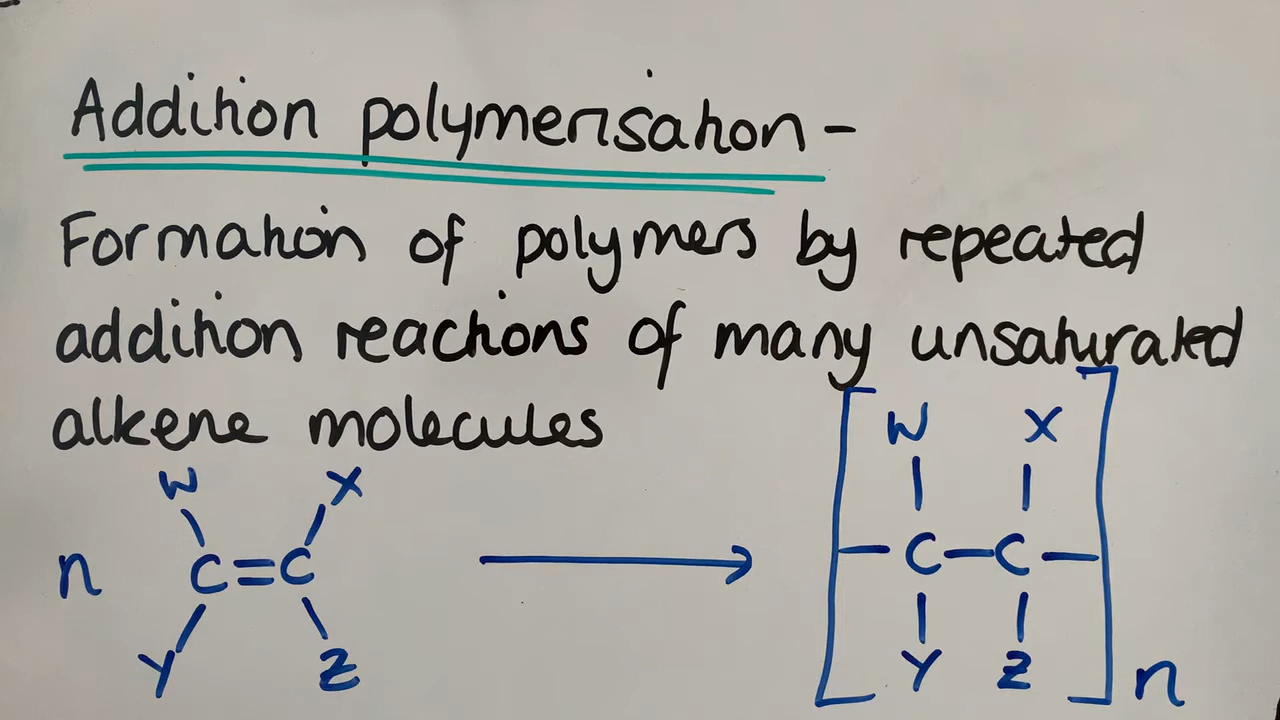 Addition polymerisation -
Formation of polymers by repeated
addition reactions of many unsaturated
alkene molecules
W X
n C=C
Y Z
W X
-C-C-
Y Z
n